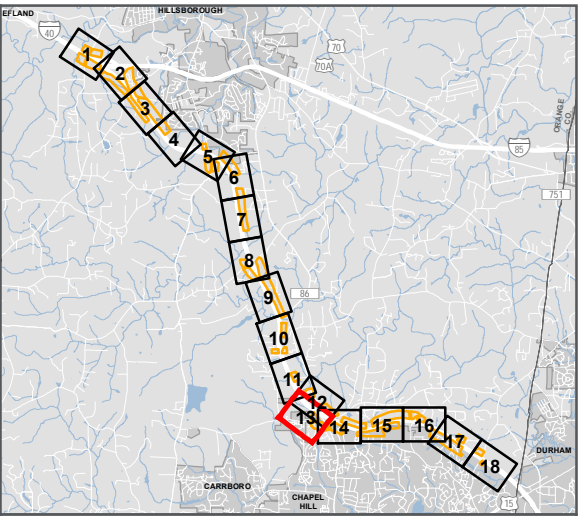 EFLAND
HILLSBOROUGH
40
70
70A
1
2
3
4
5
6
7
8
9
10
11
12
13
14
15
16
17
18
85
ORANGE
CO
751
86
DURHAM
CARRBORO
CHAPEL
HILL
15